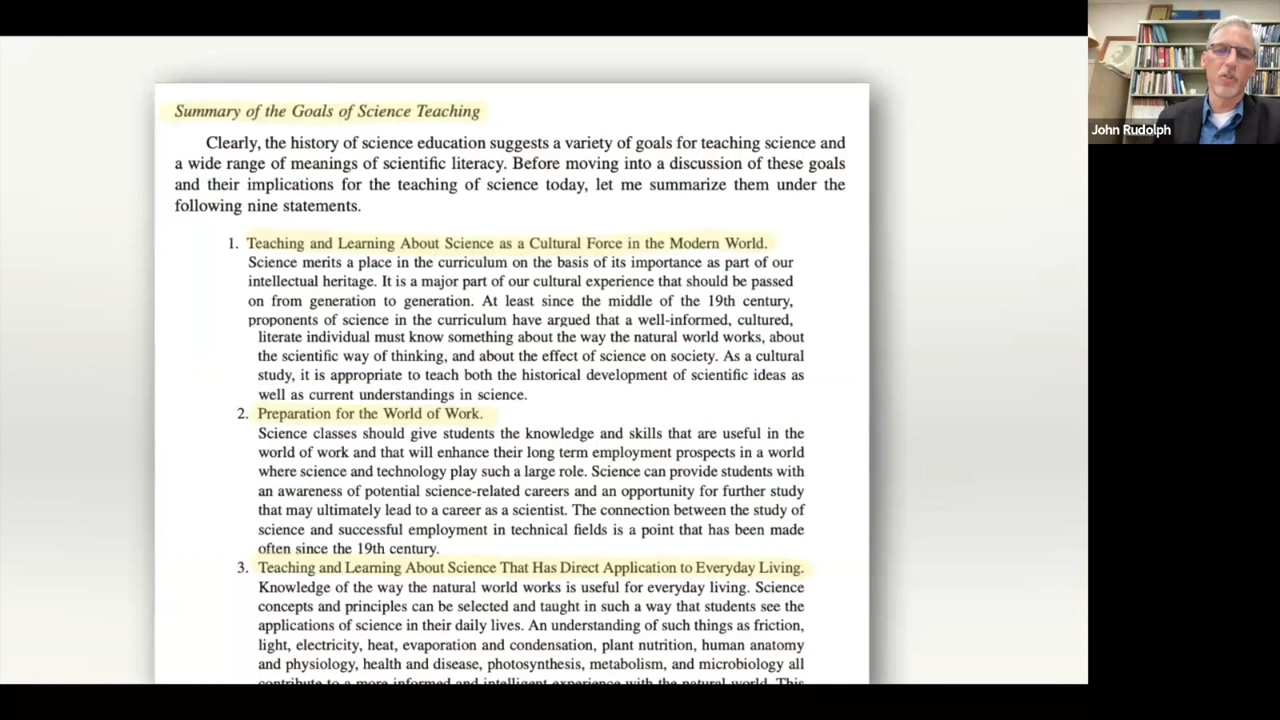 Summary of the Goals of Science Teaching
Clearly, the history of science education suggests a variety of goals for teaching science and
a wide range of meanings of scientific literacy. Before moving into a discussion of these goals
and their implications for the teaching of science today, let me summarize them under the
following nine statements.
1. Teaching and Learning About Science as a Cultural Force in the Modern World.
Science merits a place in the curriculum on the basis of its importance as part of our
intellectual heritage. It is a major part of our cultural experience that should be passed
on from generation to generation. At least since the middle of the 19th century,
proponents of science in the curriculum have argued that a well-informed, cultured,
literate individual must know something about the way the natural world works, about
the scientific way of thinking, and about the effect of science on society. As a cultural
study, it is appropriate to teach both the historical development of scientific ideas as
well as current understandings in science.
2. Preparation for the World of Work.
Science classes should give students the knowledge and skills that are useful in the
world of work and that will enhance their long term employment prospects in a world
where science and technology play such a large role. Science can provide students with
an awareness of potential science-related careers and an opportunity for further study
that may ultimately lead to a career as a scientist. The connection between the study of
science and successful employment in technical fields is a point that has been made
often since the 19th century.
3. Teaching and Learning About Science That Has Direct Application to Everyday Living.
Knowledge of the way the natural world works is useful for everyday living. Science
concepts and principles can be selected and taught in such a way that students see the
applications of science in their daily lives. An understanding of such things as friction,
light, electricity, heat, evaporation and condensation, plant nutrition, human anatomy
and physiology, health and disease, photosynthesis, metabolism, and microbiology all
contribute to a more informed and intelligent experience with the natural world. This
John Rudolph